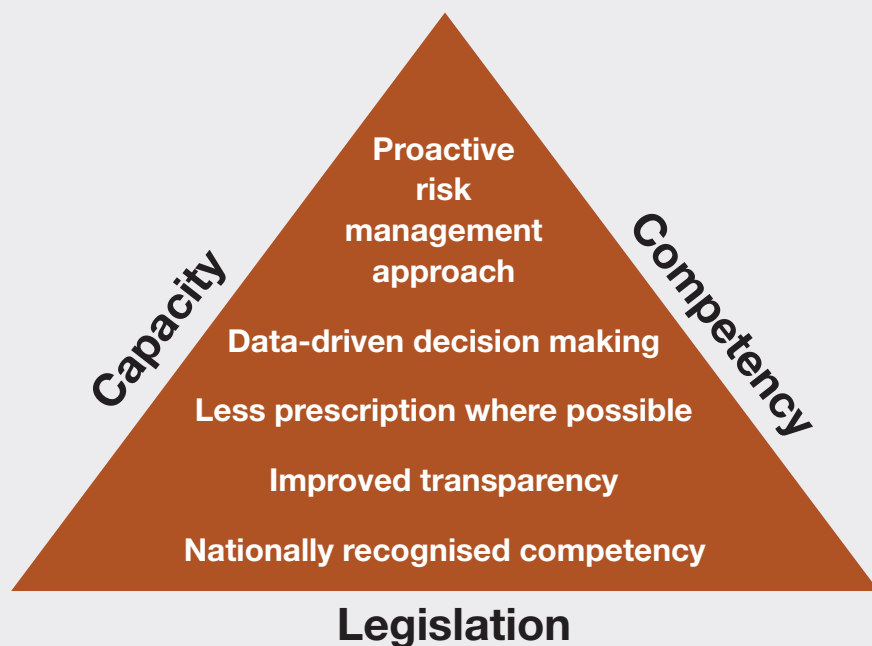 Proactive
risk
management
approach
Capacity
Competency
Data-driven decision making
Less prescription where possible
Improved transparency
Nationally recognised competency
Legislation